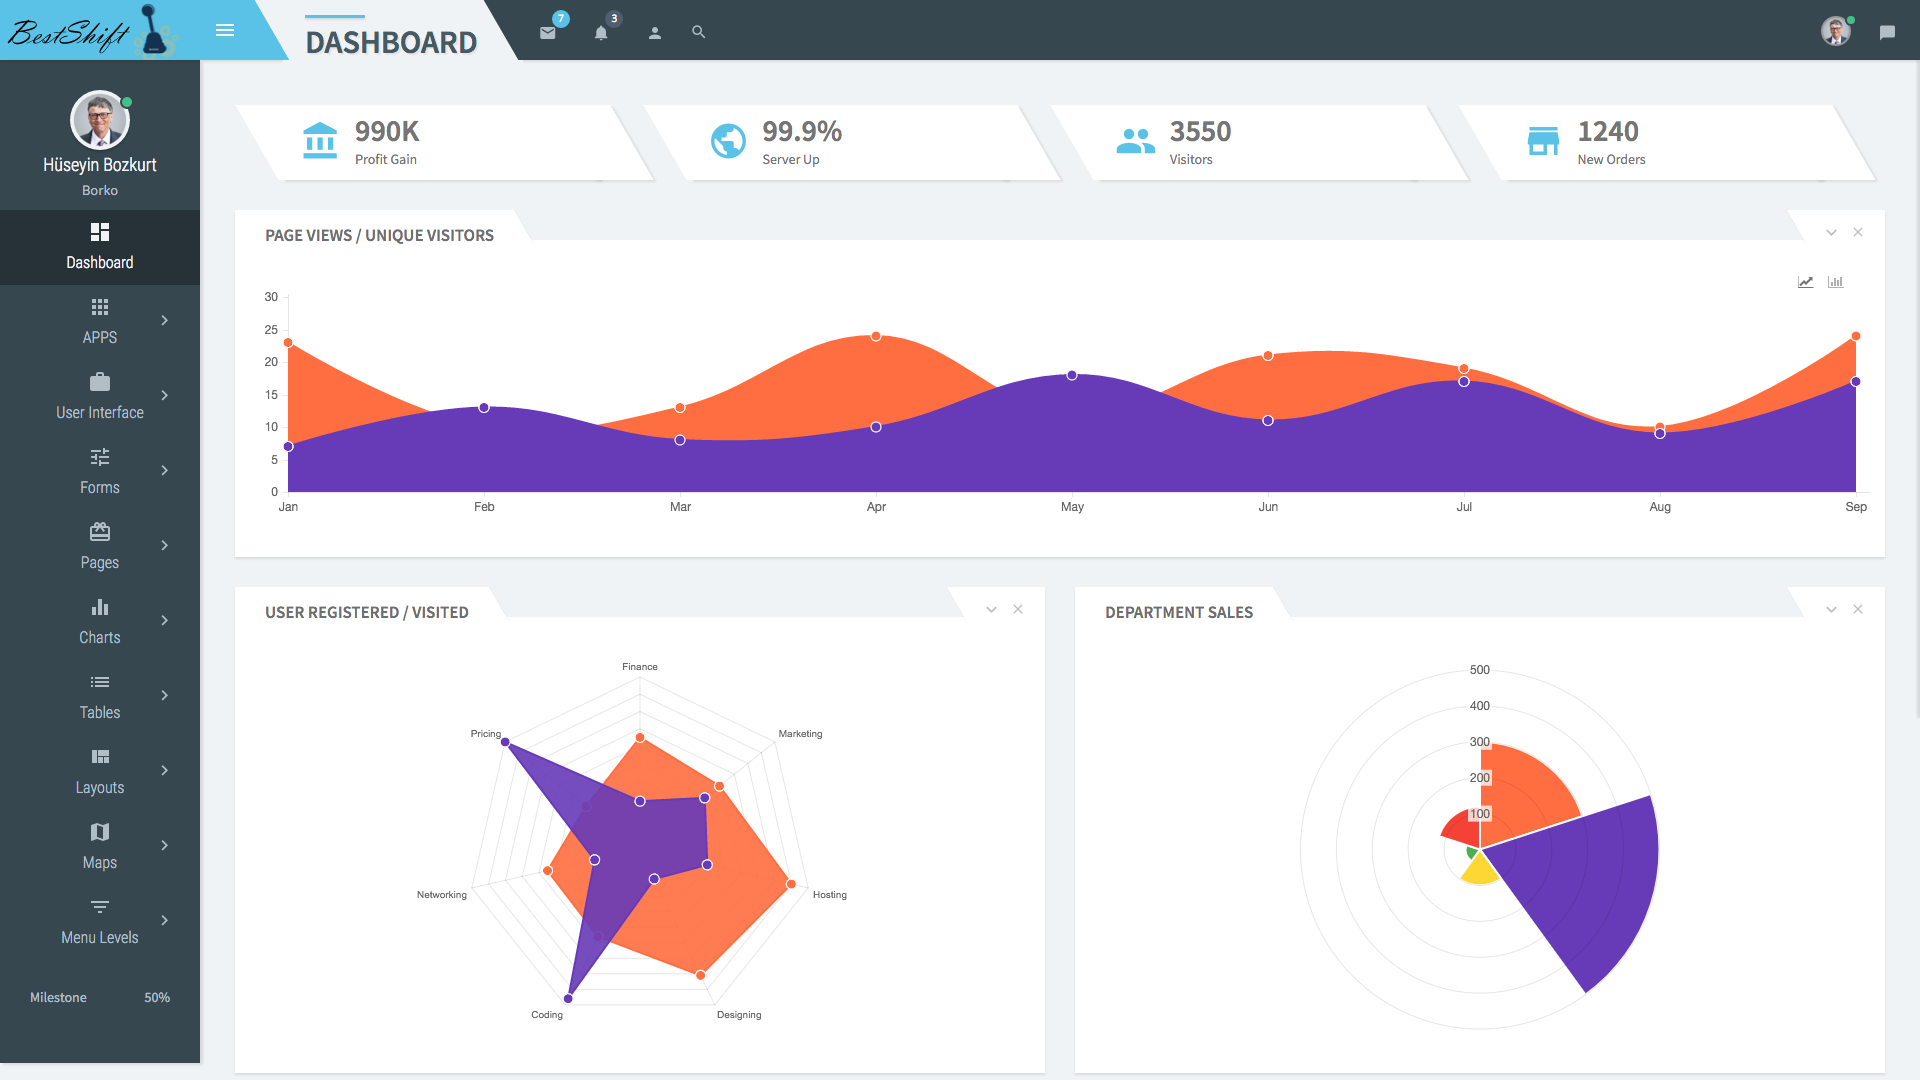 BestShift
DASHBOARD
7
3
Hüseyin Bozkurt
Borko
Dashboard
APPS
User Interface
Forms
Pages
Charts
Tables
Layouts
Maps
Menu Levels
Milestone 50%
990K
Profit Gain
99.9%
Server Up
3550
Visitors
1240
New Orders
PAGE VIEWS / UNIQUE VISITORS
30
25
20
15
10
5
0
Jan Feb Mar Apr May Jun Jul Aug Sep
USER REGISTERED / VISITED
Finance
Pricing Marketing
Networking Hosting
Coding Designing
DEPARTMENT SALES
500
400
300
200
100